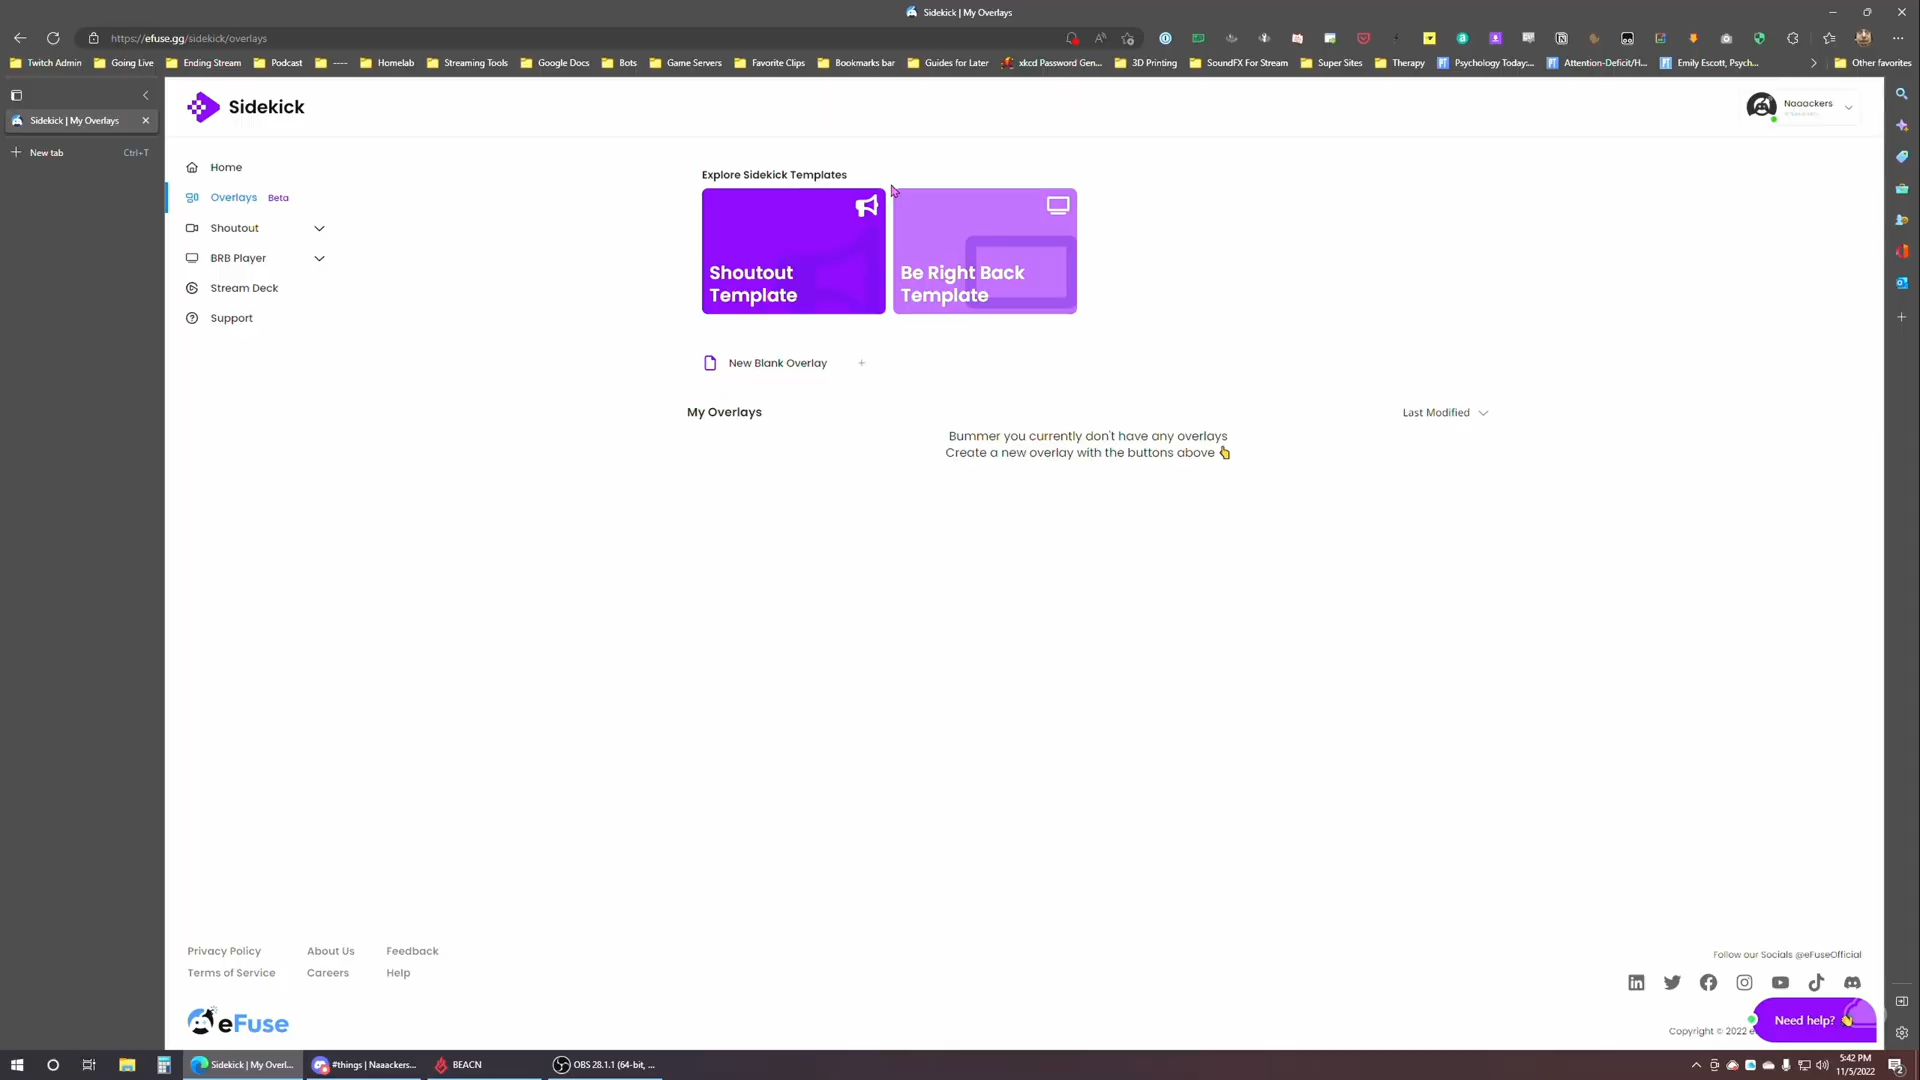 Sidekick | My Overlays
https://efuse.gg/sidekick/overlays
Twitch Admin
Going Live
Ending Stream
Podcast
----
Homelab
Streaming Tools
Google Docs
Bots
Game Servers
Favorite Clips
Bookmarks bar
Guides for Later
xkcd Password Gen...
3D Printing
SoundFX For Stream
Super Sites
Therapy
Psychology Today:...
Attention-Deficit/H...
Emily Escott, Psych...
Other favorites
Sidekick | My Overlays
New tab Ctrl+T
Sidekick
Naaackers
Home
Overlays Beta
Shoutout
BRB Player
Stream Deck
Support
Explore Sidekick Templates
Shoutout
Template
Be Right Back
Template
New Blank Overlay +
My Overlays
Last Modified
Bummer you currently don't have any overlays
Create a new overlay with the buttons above
Privacy Policy
About Us
Feedback
Terms of Service
Careers
Help
eFuse
Follow our Socials @eFuseOfficial
Copyright © 2022 e
Need help?
Sidekick | My Overl...
#things | Naaackers...
BEACN
OBS 28.1.1 (64-bit, ...
5:42 PM
11/5/2022